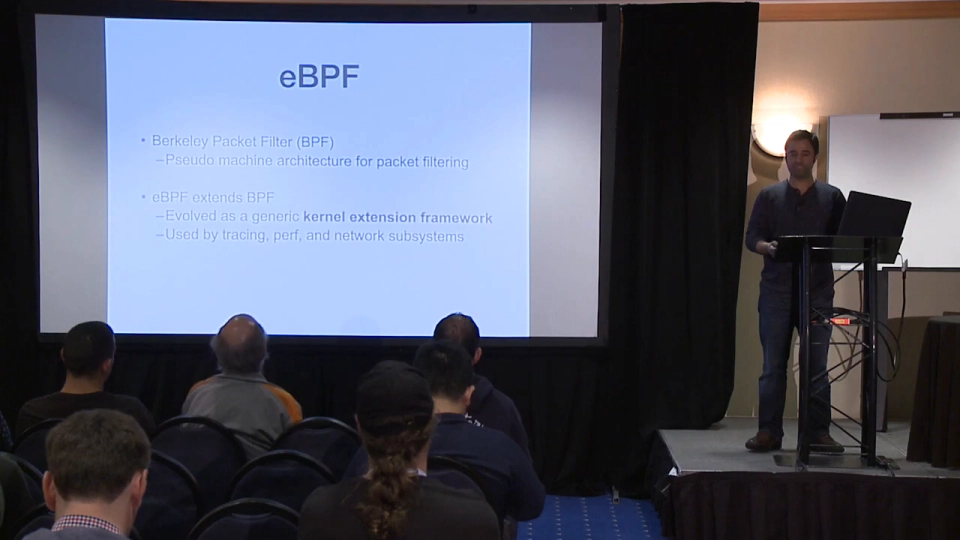 eBPF
• Berkeley Packet Filter (BPF)
–Pseudo machine architecture for packet filtering
• eBPF extends BPF
–Evolved as a generic kernel extension framework
–Used by tracing, perf, and network subsystems